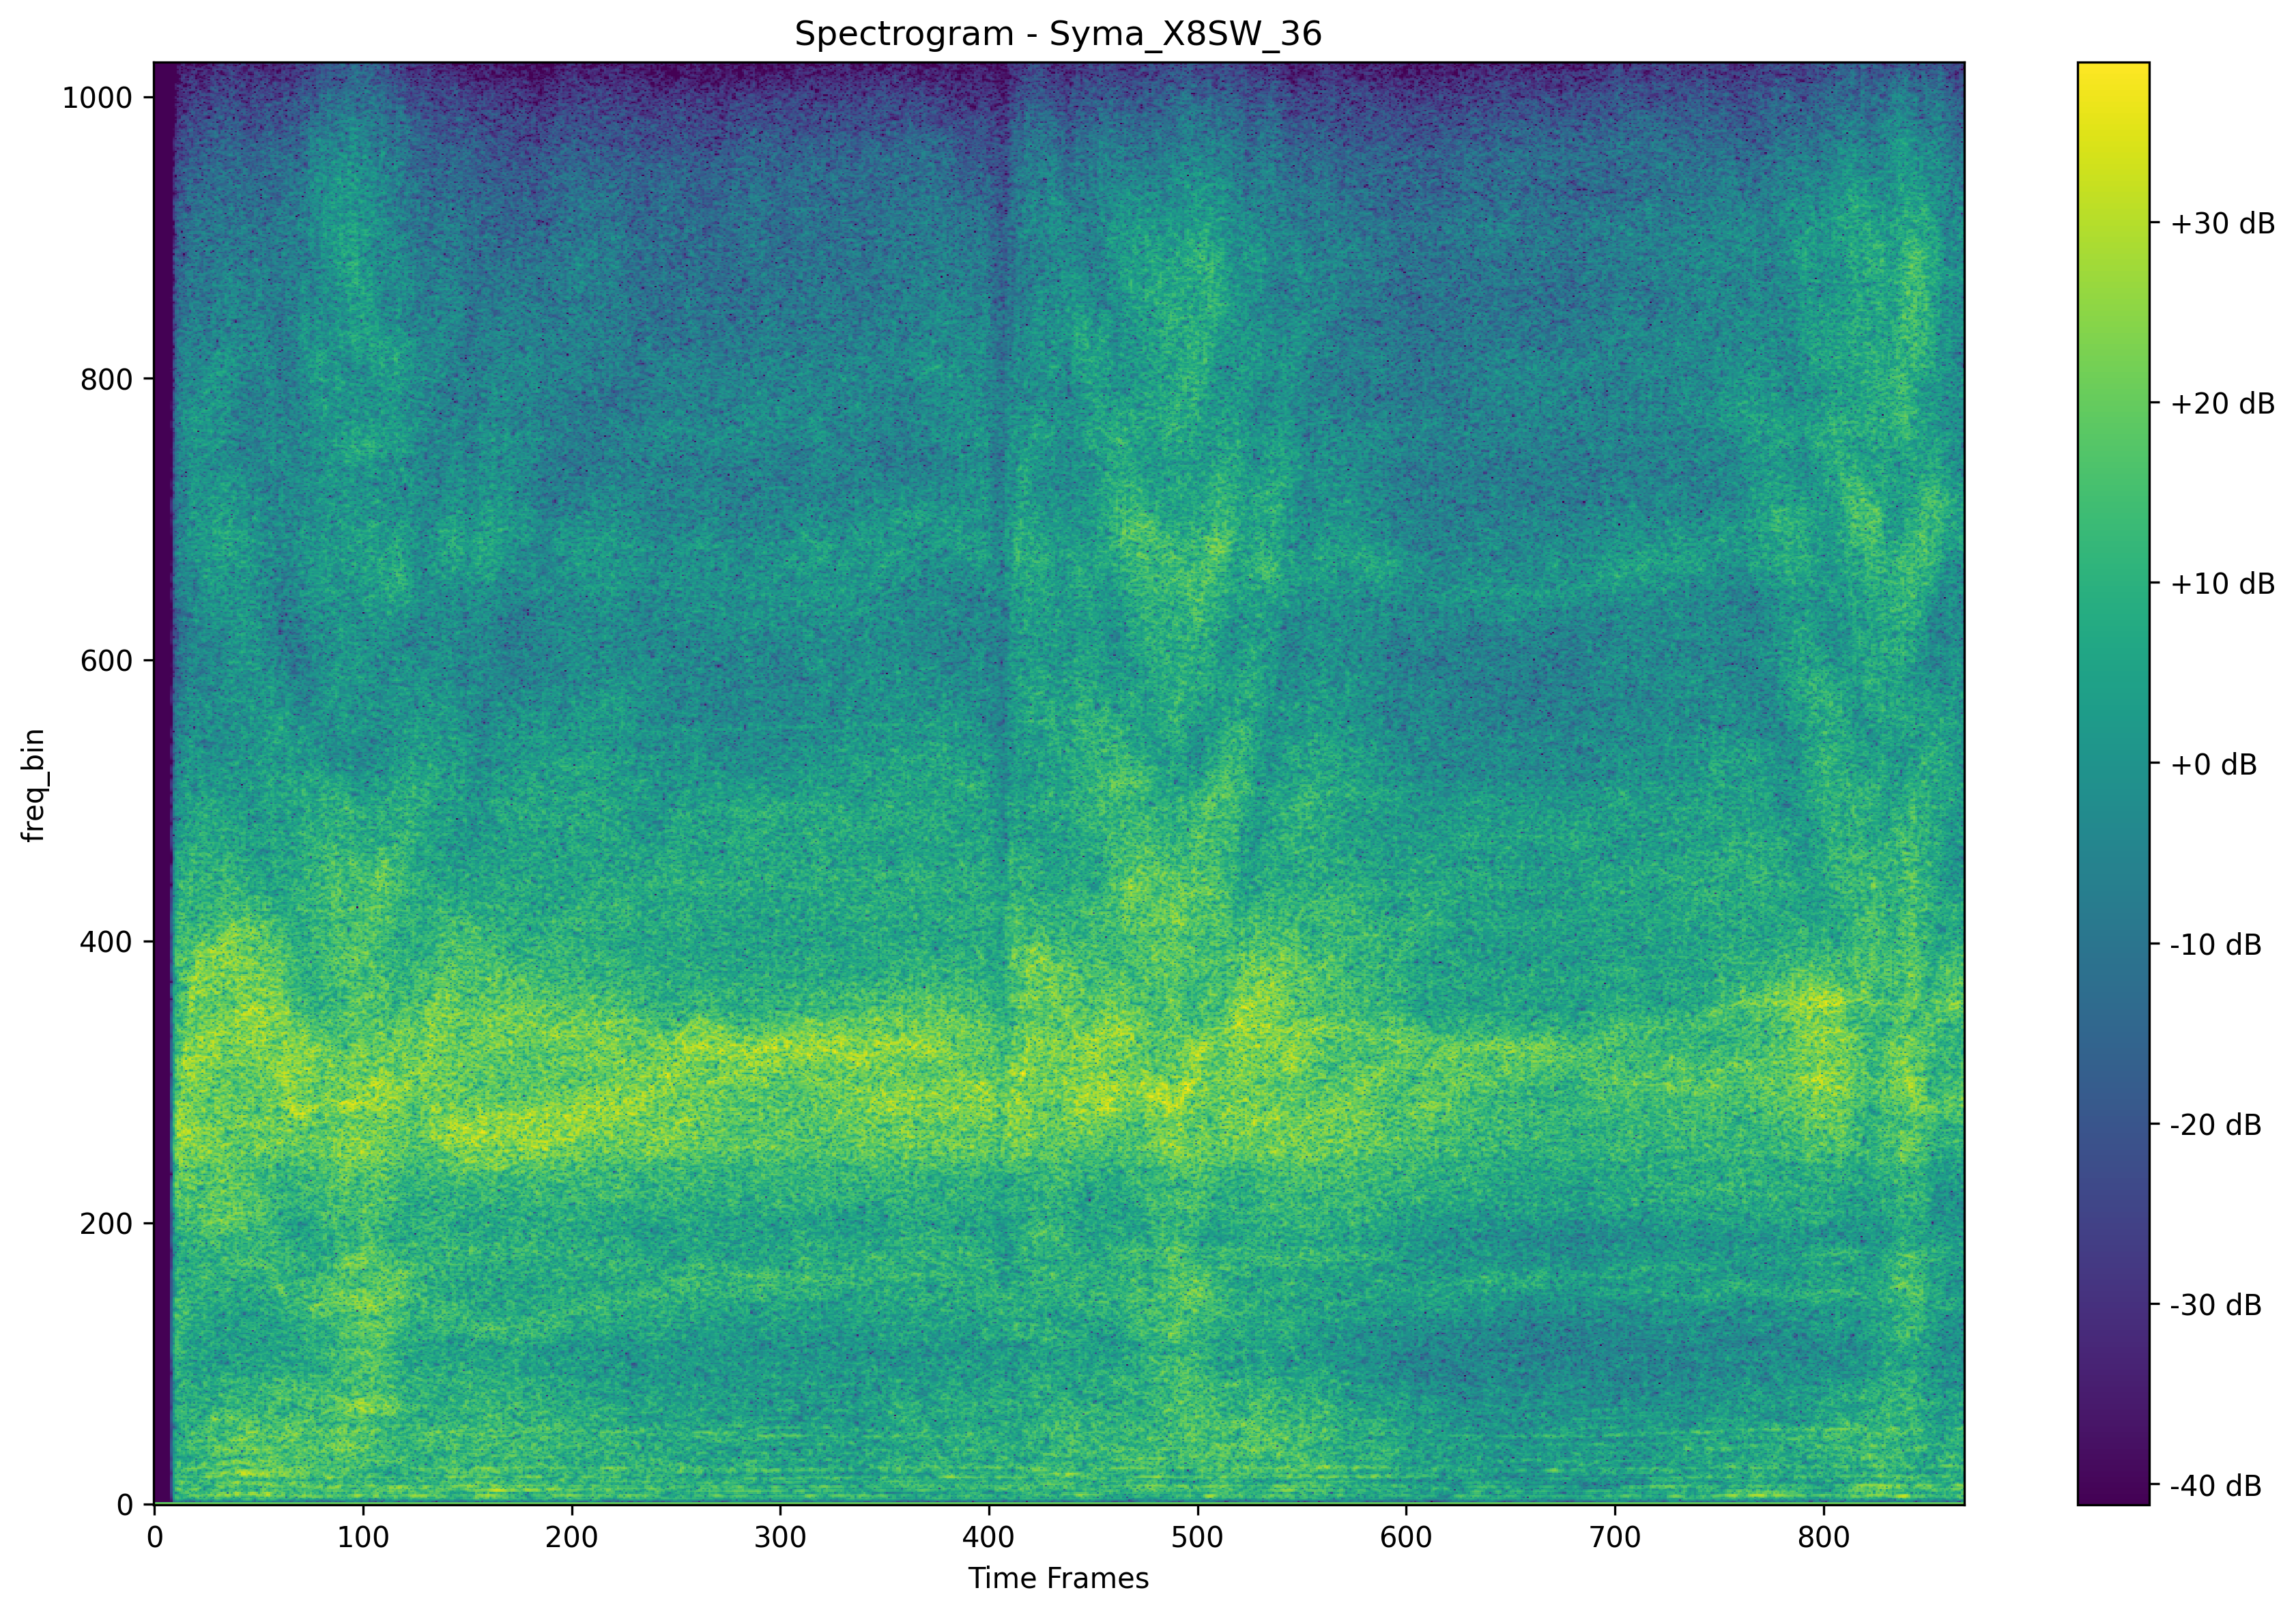 Spectrogram - Syma_X8SW_36
freq_bin
1000
800
600
400
200
0
0 100 200 300 400 500 600 700 800
Time Frames
+30 dB
+20 dB
+10 dB
+0 dB
-10 dB
-20 dB
-30 dB
-40 dB